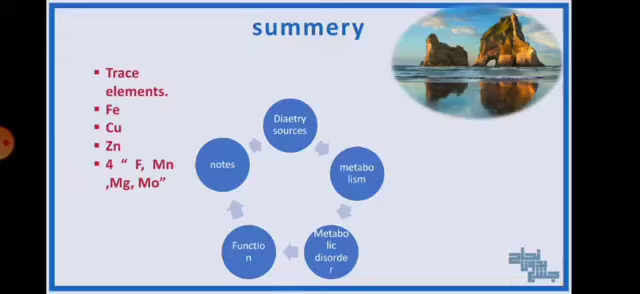 summery
▪ Trace
elements.
▪ Fe
▪ Cu
▪ Zn
▪ 4 “ F, Mn
,Mg, Mo”
Diaetry
sources
metabo
lism
Metabo
lic
disorde
r
Functio
n
notes